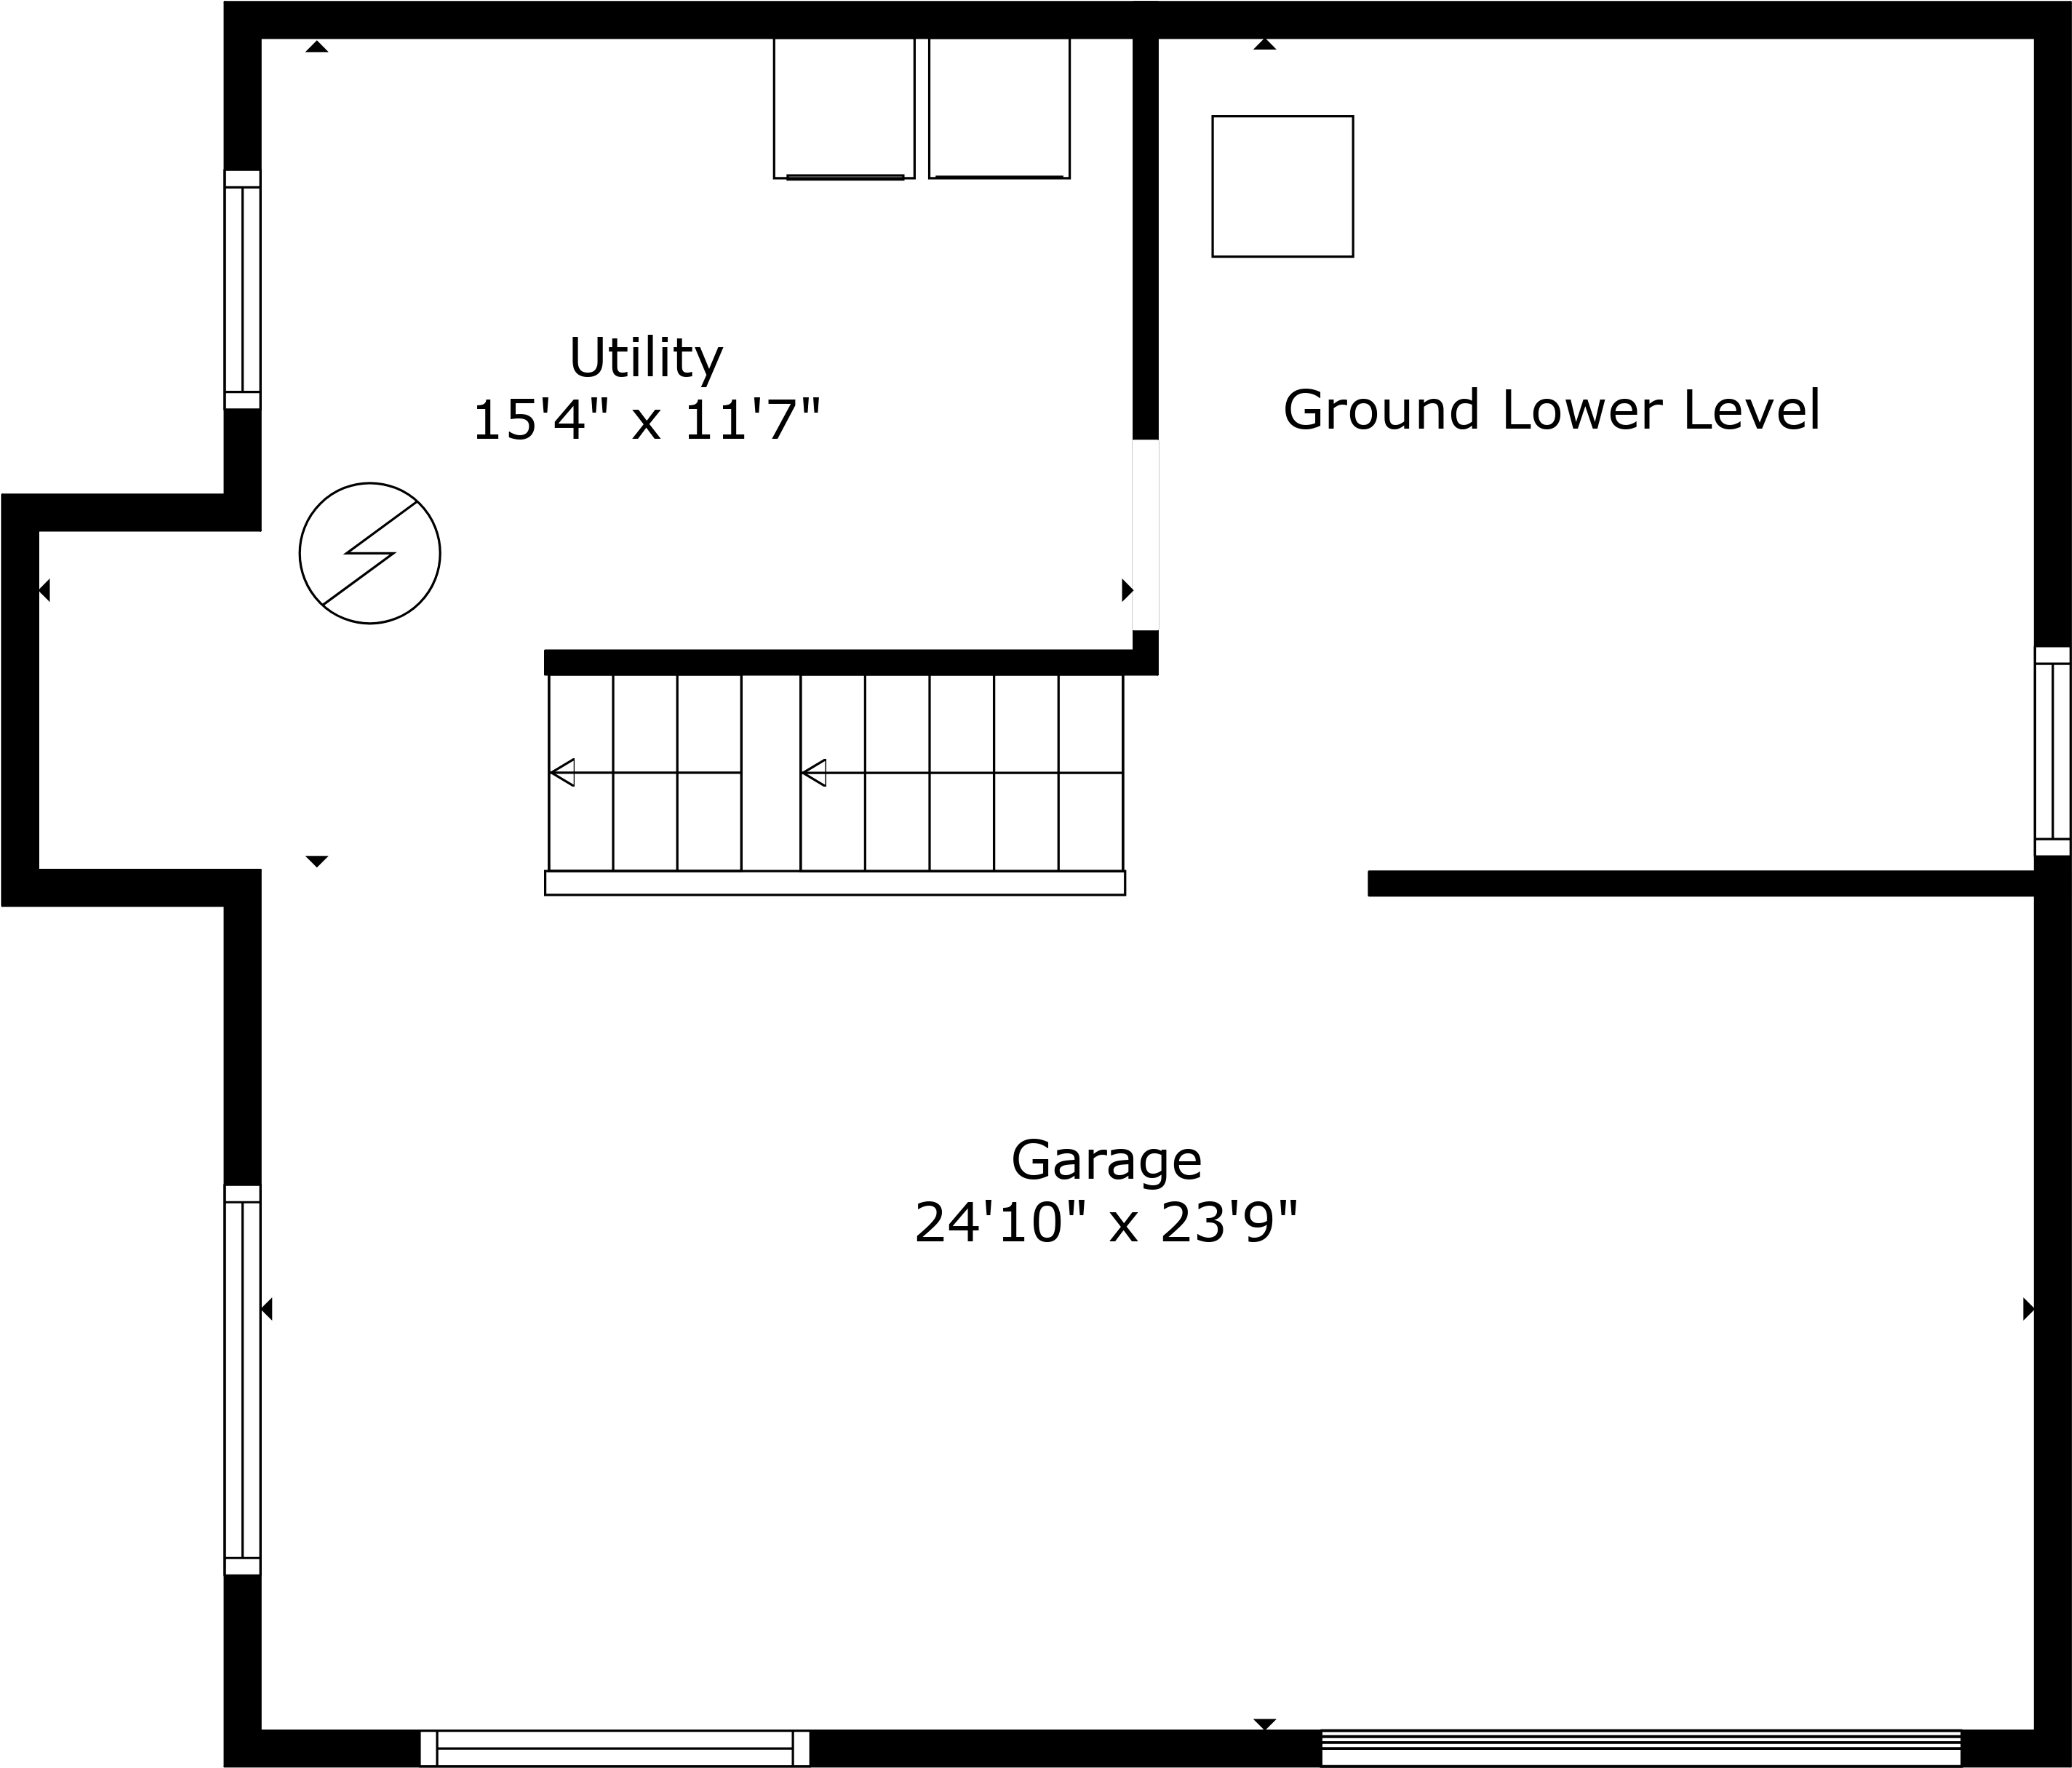 Utility
15'4" x 11'7"
Ground Lower Level
Garage
24'10" x 23'9"